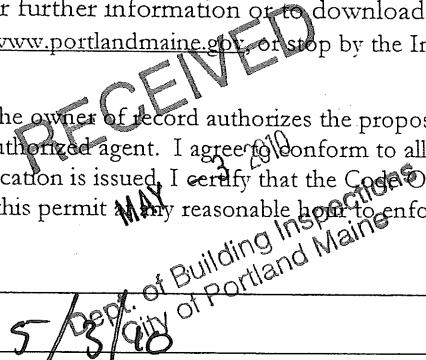 r further information or to download
www.portlandmaine.gov, or stop by the In
RECEIVED
he owner of record authorizes the propos
uthorized agent. I agree to conform to all
cation is issued, I certify that the Code O
his permit at any reasonable hour to enfo
MAY - 3 2010
Dept. of Building Inspections
City of Portland Maine
5/3/10